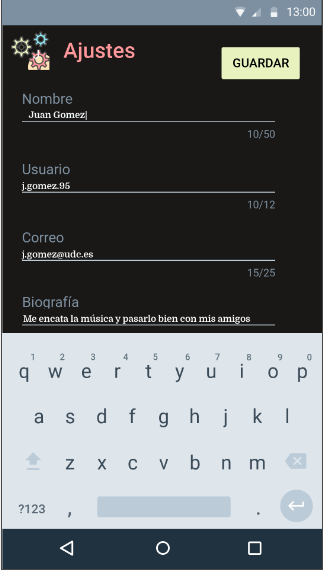 13:00
Ajustes
GUARDAR
Nombre
Juan Gomez
10/50
Usuario
j.gomez.95
10/12
Correo
j.gomez@udc.es
15/25
Biografía
Me encata la música y pasarlo bien con mis amigos
1 2 3 4 5 6 7 8 9 0
q w e r t y u i o p
a s d f g h j k l
z x c v b n m
?123 , .